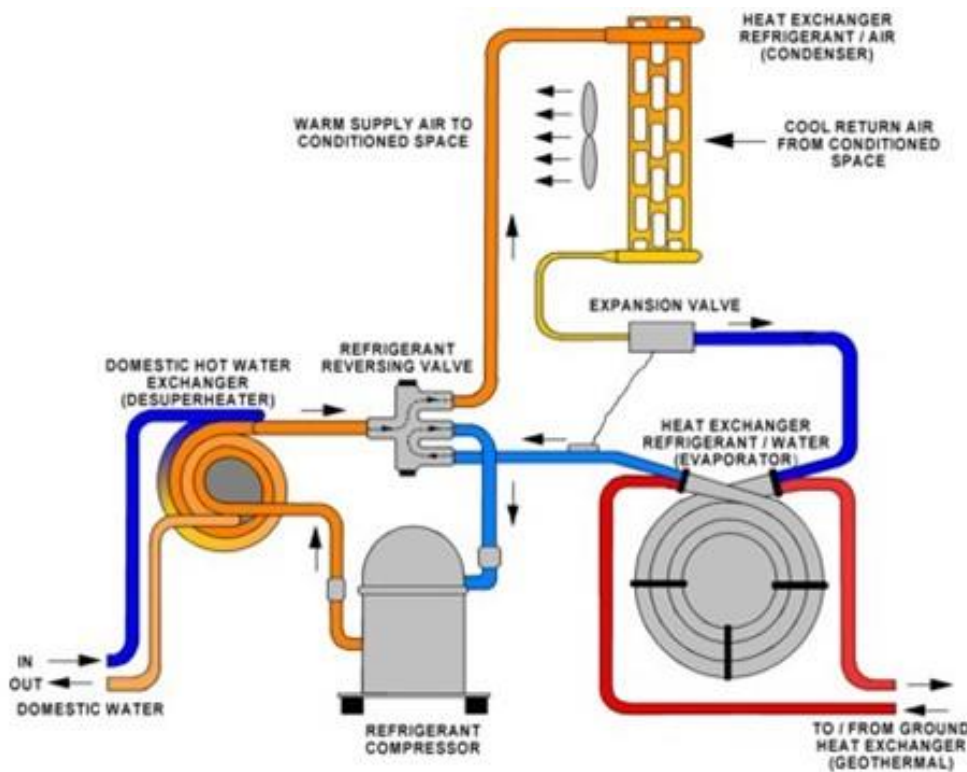 HEAT EXCHANGER
REFRIGERANT / AIR
(CONDENSER)
WARM SUPPLY AIR TO
CONDITIONED SPACE
COOL RETURN AIR
FROM CONDITIONED
SPACE
EXPANSION VALVE
REFRIGERANT
REVERSING VALVE
DOMESTIC HOT WATER
EXCHANGER
(DESUPERHEATER)
HEAT EXCHANGER
REFRIGERANT / WATER
(EVAPORATOR)
IN
OUT
DOMESTIC WATER
REFRIGERANT
COMPRESSOR
TO / FROM GROUND
HEAT EXCHANGER
(GEOTHERMAL)